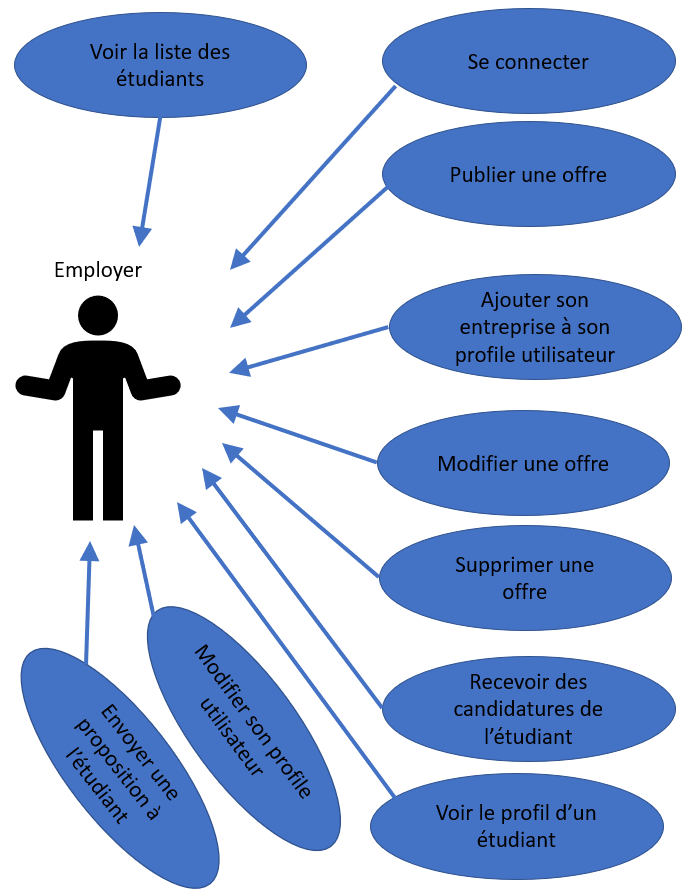 Voir la liste des
étudiants
Se connecter
Publier une offre
Employer
Ajouter son
entreprise à son
profile utilisateur
Modifier une offre
Supprimer une
offre
Recevoir des
candidatures de
l’étudiant
Voir le profil d’un
étudiant
Modifier son profile
utilisateur
Envoyer une
proposition à
l’étudiant